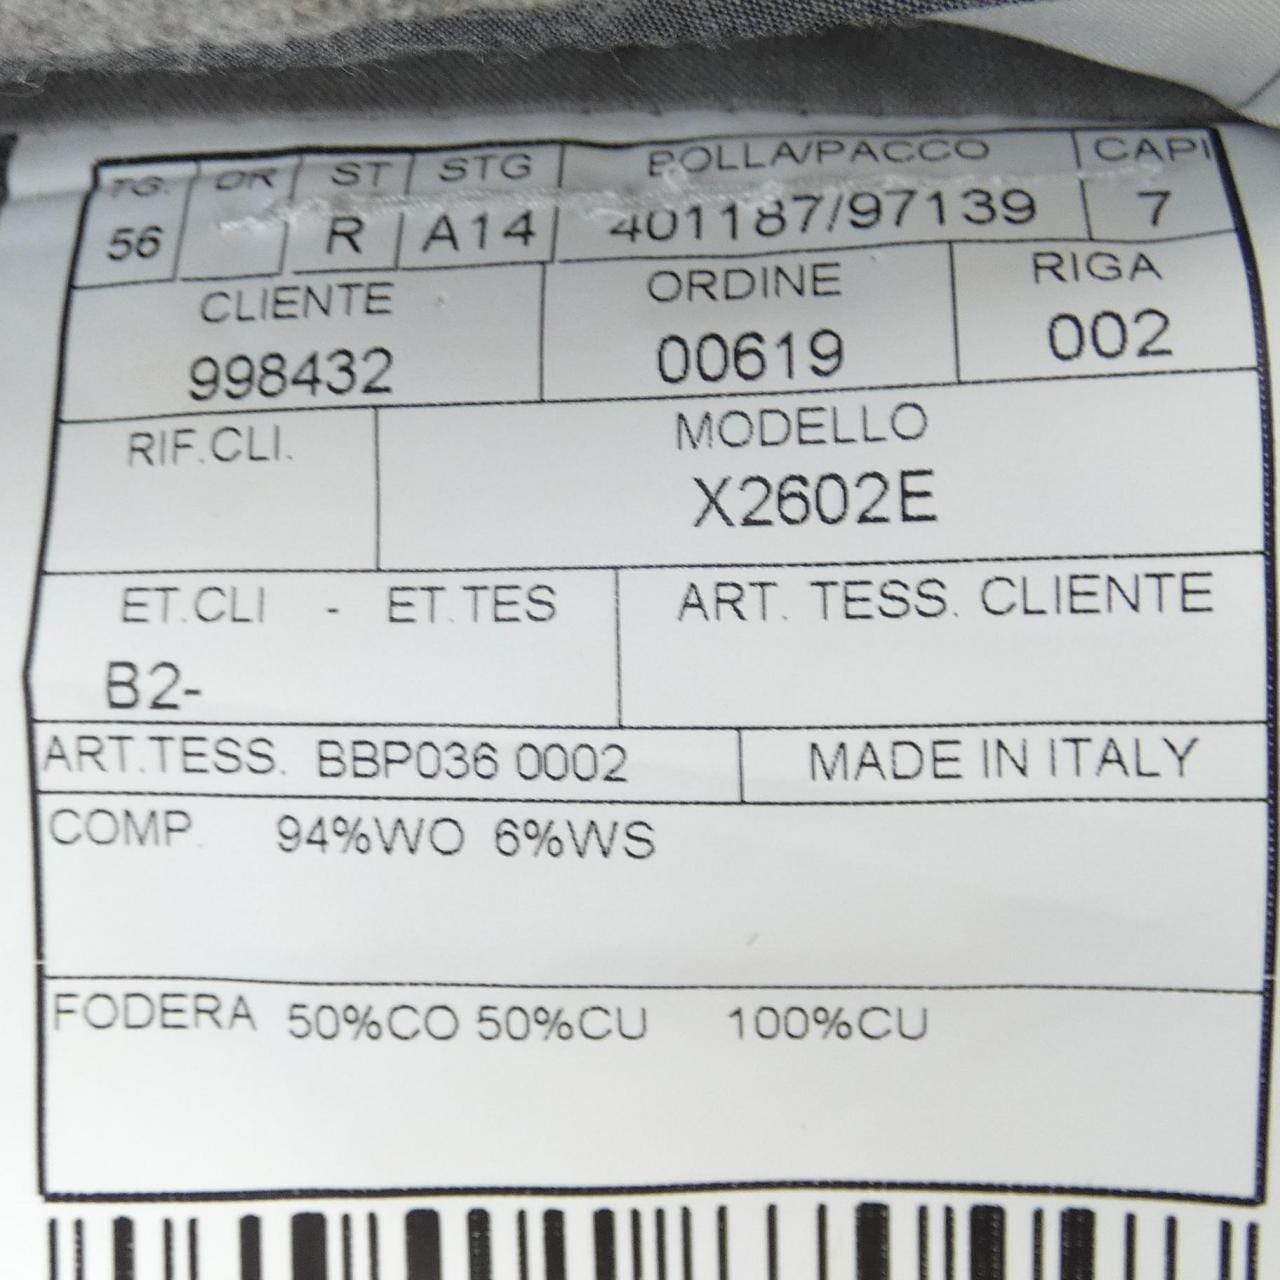 TG. OR ST STG BOLLA/PACCO CAPI
56 R A14 401187/97139 7
CLIENTE ORDINE RIGA
998432 00619 002
RIF.CLI. MODELLO
X2602E
ET.CLI - ET.TES ART. TESS. CLIENTE
B2-
ART.TESS. BBP036 0002 MADE IN ITALY
COMP. 94%WO 6%WS
FODERA 50%CO 50%CU 100%CU